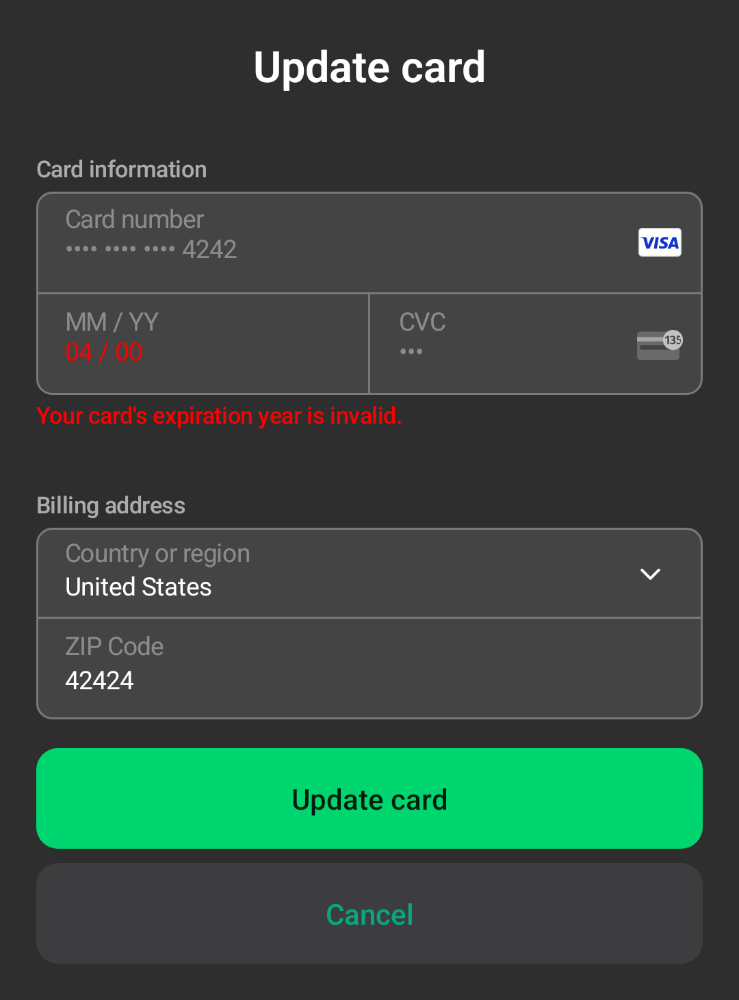 Update card
Card information
Card number
•••• •••• •••• 4242
VISA
MM / YY
04 / 00
CVC
•••
135
Your card's expiration year is invalid.
Billing address
Country or region
United States
ZIP Code
42424
Update card
Cancel